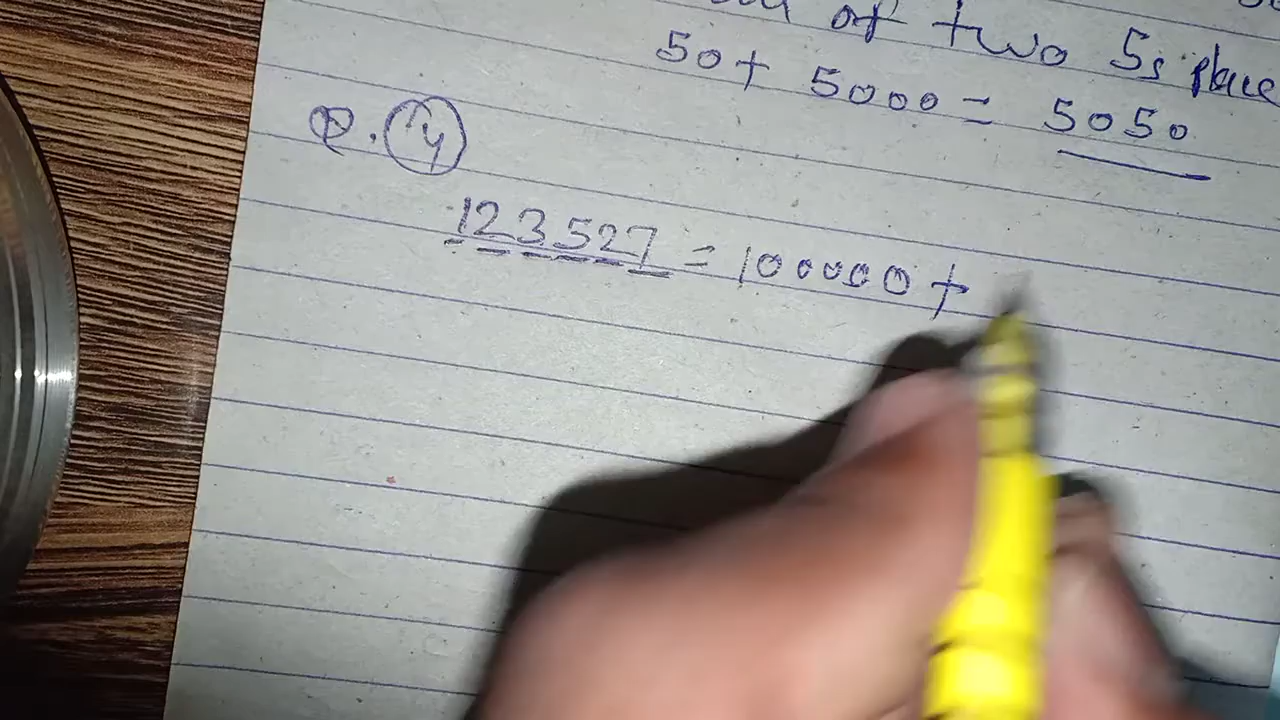 of two 5s place
50 + 5000 = 5050
Q. 4
123527 = 100000 +